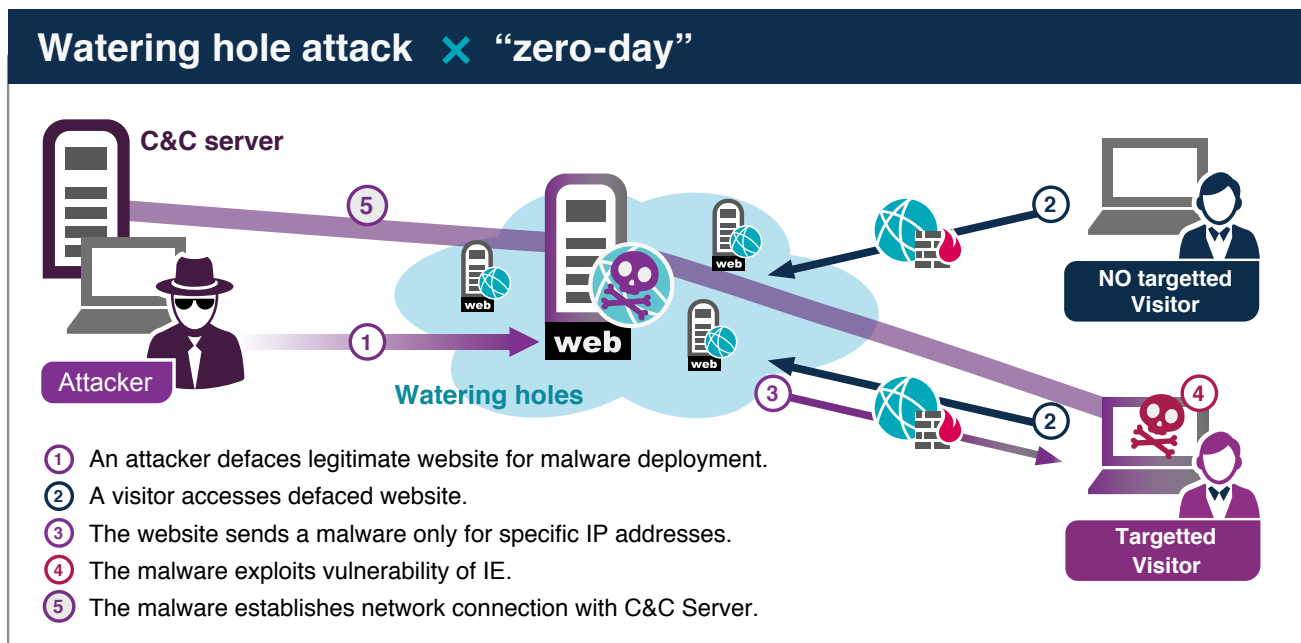 Watering hole attack × “zero-day”
C&C server
5
2
web
web
NO targetted
Visitor
1
web
web
Attacker
Watering holes
3
2
4
1 An attacker defaces legitimate website for malware deployment.
2 A visitor accesses defaced website.
3 The website sends a malware only for specific IP addresses.
4 The malware exploits vulnerability of IE.
5 The malware establishes network connection with C&C Server.
Targetted
Visitor